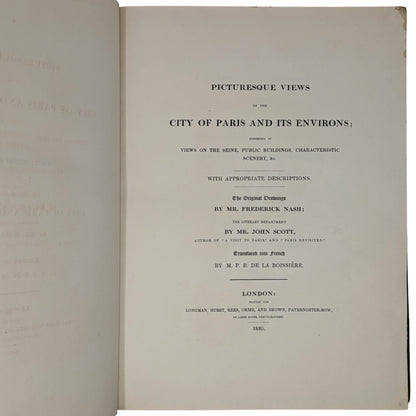 PICTURESQUE VIEWS
OF THE
CITY OF PARIS AND ITS ENVIRONS;
CONSISTING OF
VIEWS ON THE SEINE, PUBLIC BUILDINGS, CHARACTERISTIC
SCENERY, &c.
WITH APPROPRIATE DESCRIPTIONS.
The Original Drawings
BY MR. FREDERICK NASH;
THE LITERARY DEPARTMENT
BY MR. JOHN SCOTT,
AUTHOR OF "A VISIT TO PARIS," AND "PARIS REVISITED."
Translated into French
BY M. P. B. DE LA BOISSIÈRE.
LONDON:
PRINTED FOR
LONGMAN, HURST, REES, ORME, AND BROWN, PATERNOSTER-ROW;
1820.